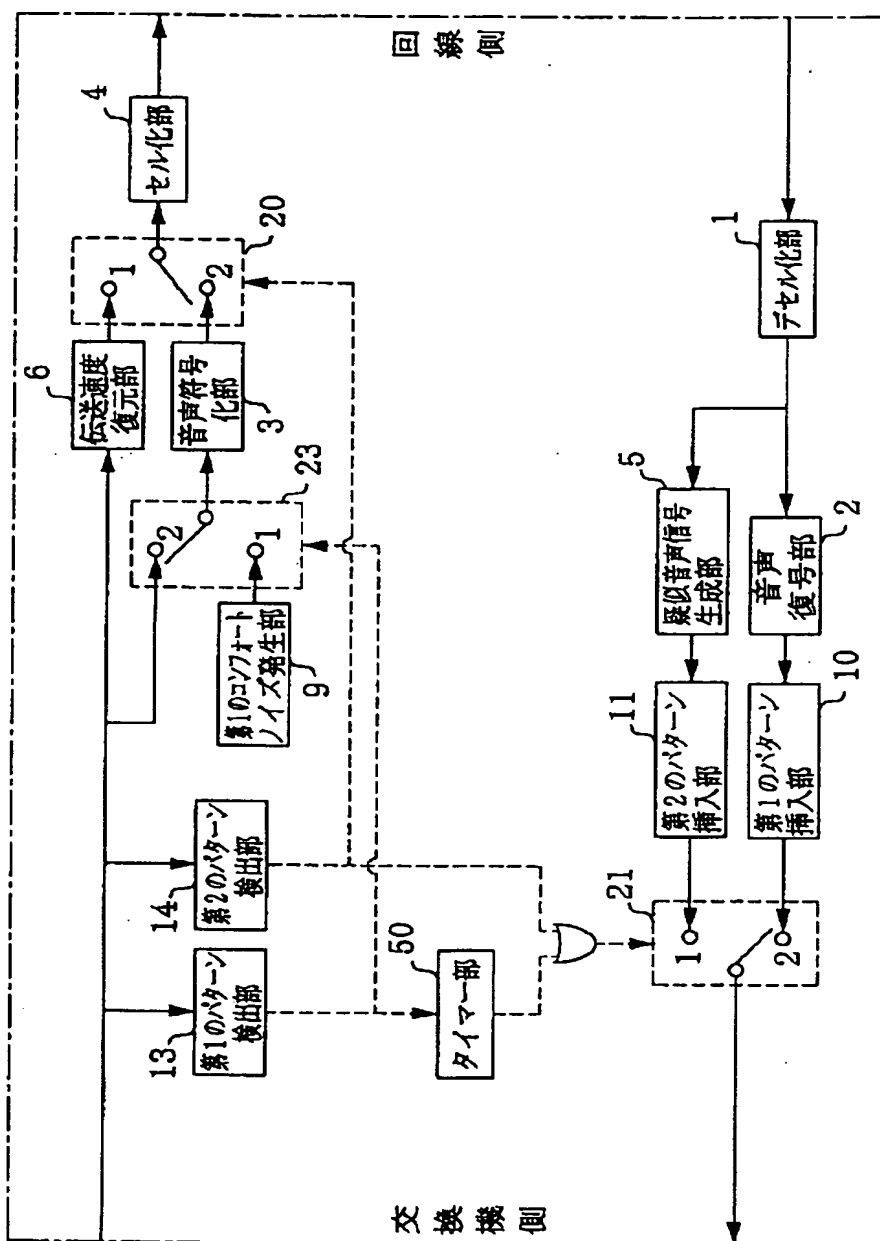 回線側
4
セル化部
20
1
2
6
伝送速度
復元部
音声符号
化部
3
23
2
1
第1のコンフォート
ノイズ発生部
9
第2のパターン
検出部
14
第1のパターン
検出部
13
50
タイマー部
1
デセル化部
5
疑似音声信号
生成部
音声
復号部
2
11
第2のパターン
挿入部
第1のパターン
挿入部
10
21
1
2
交換機側